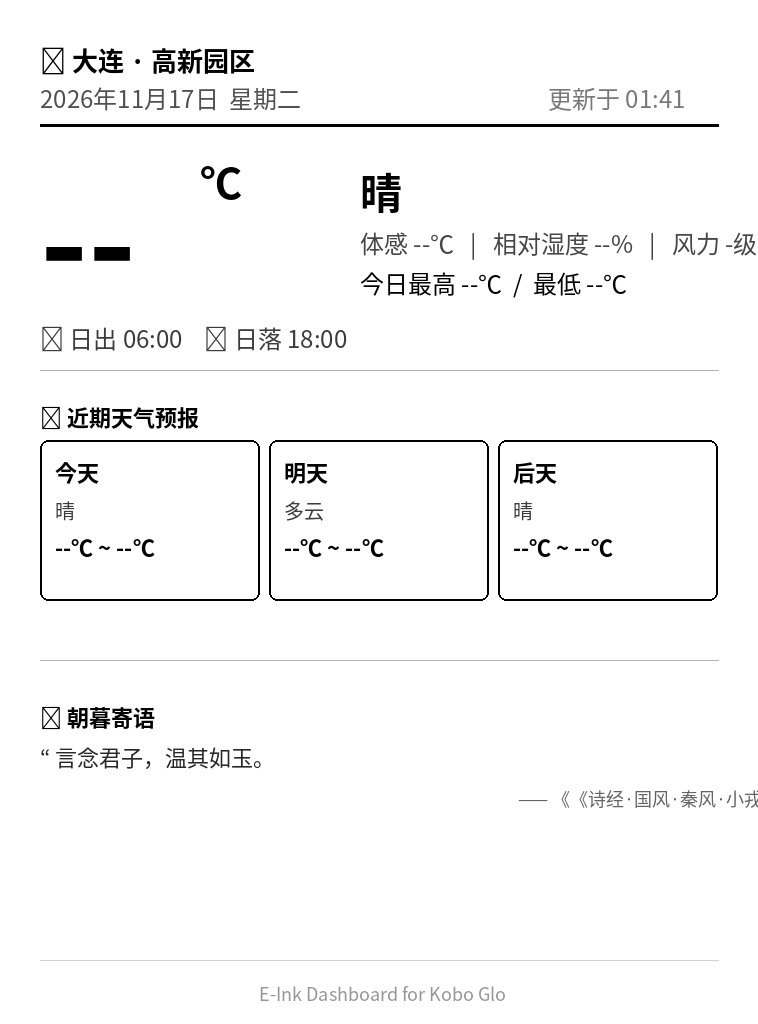 大连 · 高新园区
2026年11月17日 星期二
更新于 01:41
--
℃
晴
体感 --℃ | 相对湿度 --% | 风力 -级
今日最高 --℃ / 最低 --℃
日出 06:00 日落 18:00
近期天气预报
今天
晴
--℃ ~ --℃
明天
多云
--℃ ~ --℃
后天
晴
--℃ ~ --℃
朝暮寄语
“ 言念君子，温其如玉。
—— 《《诗经·国风·秦风·小戎
E-Ink Dashboard for Kobo Glo